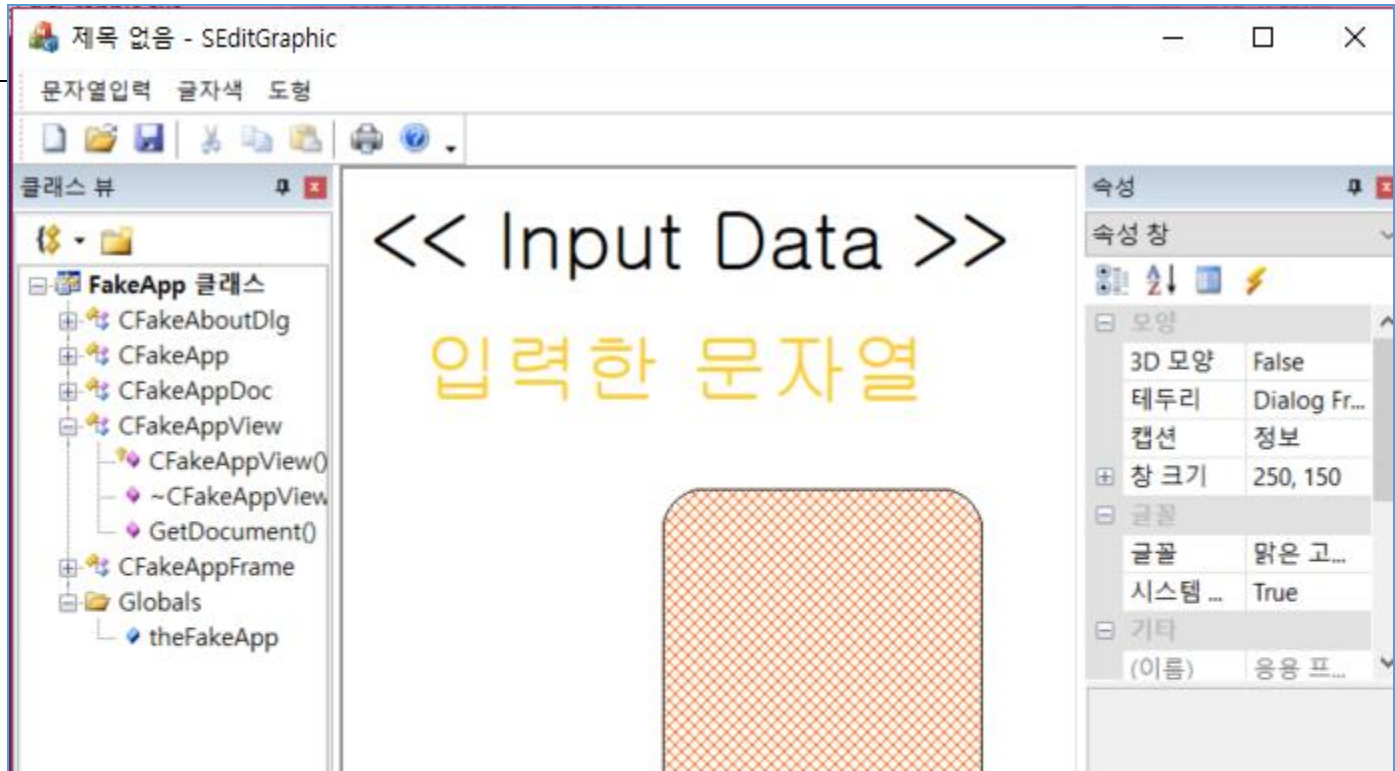 제목 없음 - SEditGraphic
문자열입력 글자색 도형
클래스 뷰
FakeApp 클래스
CFakeAboutDlg
CFakeApp
CFakeAppDoc
CFakeAppView
CFakeAppView()
~CFakeAppView
GetDocument()
CFakeAppFrame
Globals
theFakeApp
<< Input Data >>
입력한 문자열
속성
속성 창
모양
3D 모양 False
테두리 Dialog Fr...
캡션 정보
창 크기 250, 150
글꼴
글꼴 맑은 고...
시스템 ... True
기타
(이름) 응용 프...